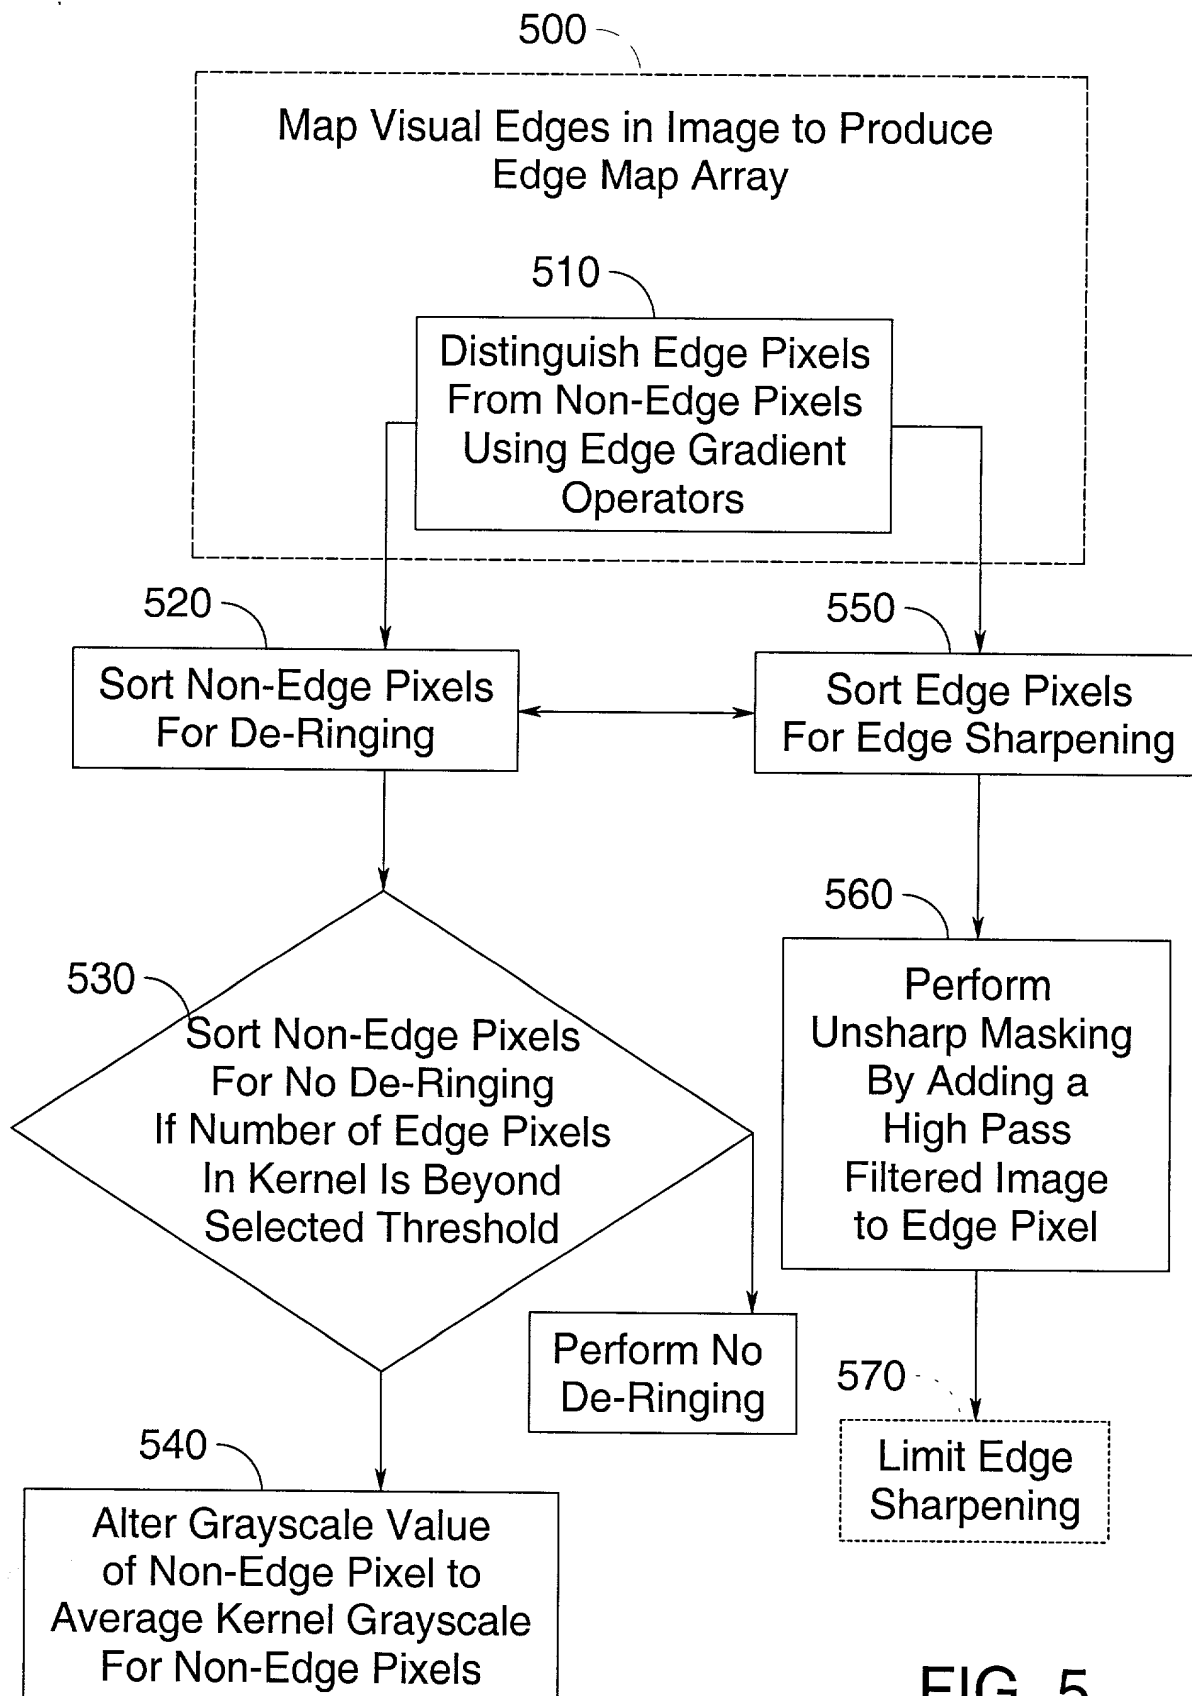 500
Map Visual Edges in Image to Produce
Edge Map Array
510
Distinguish Edge Pixels
From Non-Edge Pixels
Using Edge Gradient
Operators
520
Sort Non-Edge Pixels
For De-Ringing
550
Sort Edge Pixels
For Edge Sharpening
530
Sort Non-Edge Pixels
For No De-Ringing
If Number of Edge Pixels
In Kernel Is Beyond
Selected Threshold
560
Perform
Unsharp Masking
By Adding a
High Pass
Filtered Image
to Edge Pixel
Perform No
De-Ringing
570
Limit Edge
Sharpening
540
Alter Grayscale Value
of Non-Edge Pixel to
Average Kernel Grayscale
For Non-Edge Pixels
FIG. 5